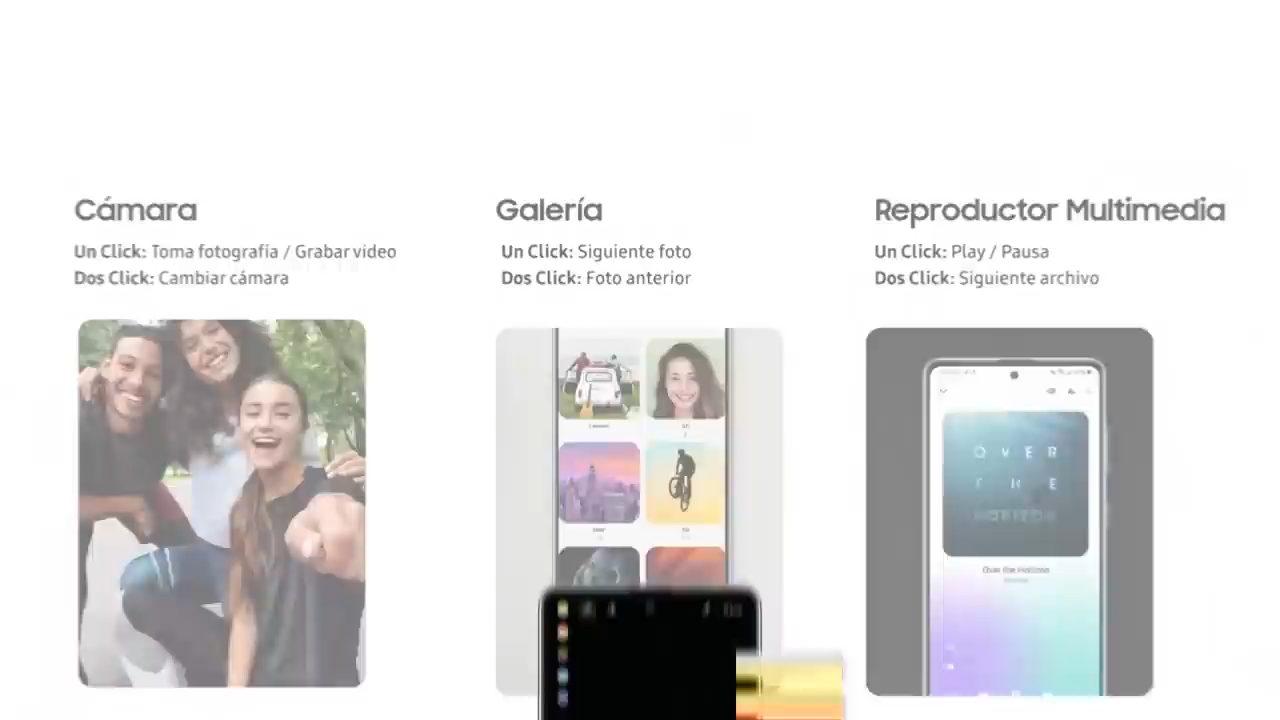 Cámara
Un Click: Toma fotografía / Grabar video
Dos Click: Cambiar cámara
Galería
Un Click: Siguiente foto
Dos Click: Foto anterior
Reproductor Multimedia
Un Click: Play / Pausa
Dos Click: Siguiente archivo
OVER
THE
HORIZON
Over the Horizon